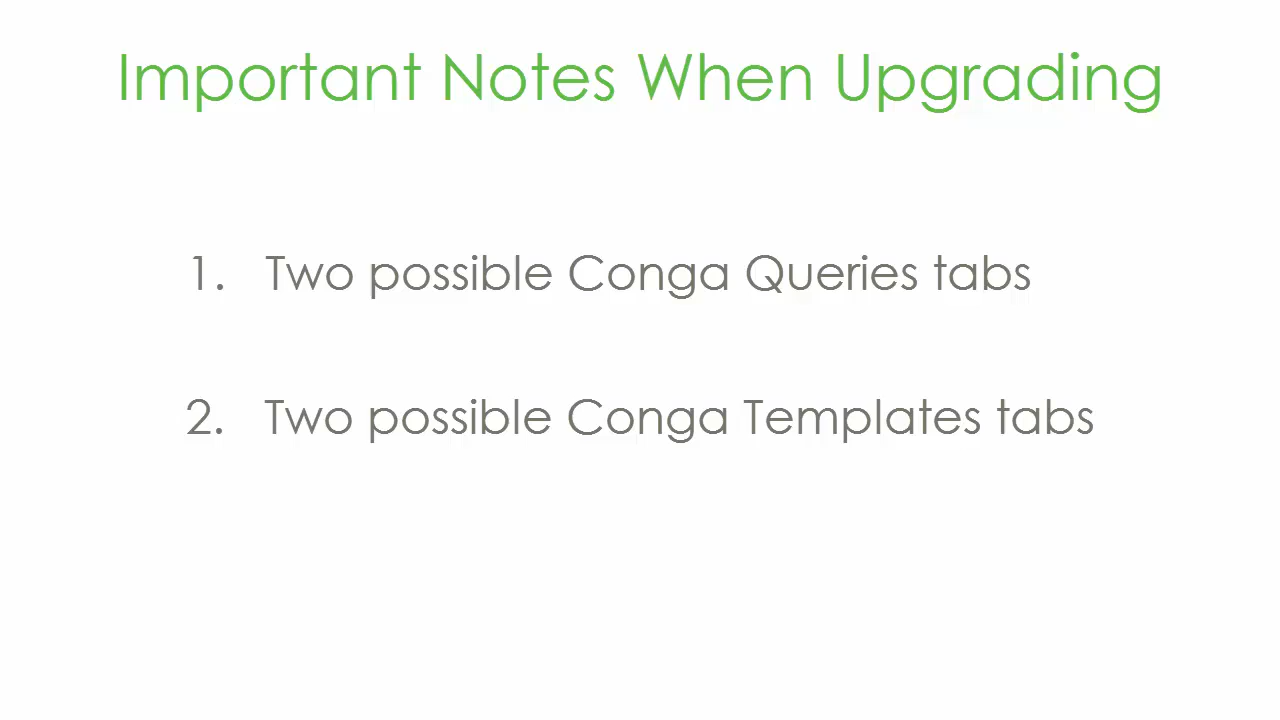 Important Notes When Upgrading
1. Two possible Conga Queries tabs
2. Two possible Conga Templates tabs